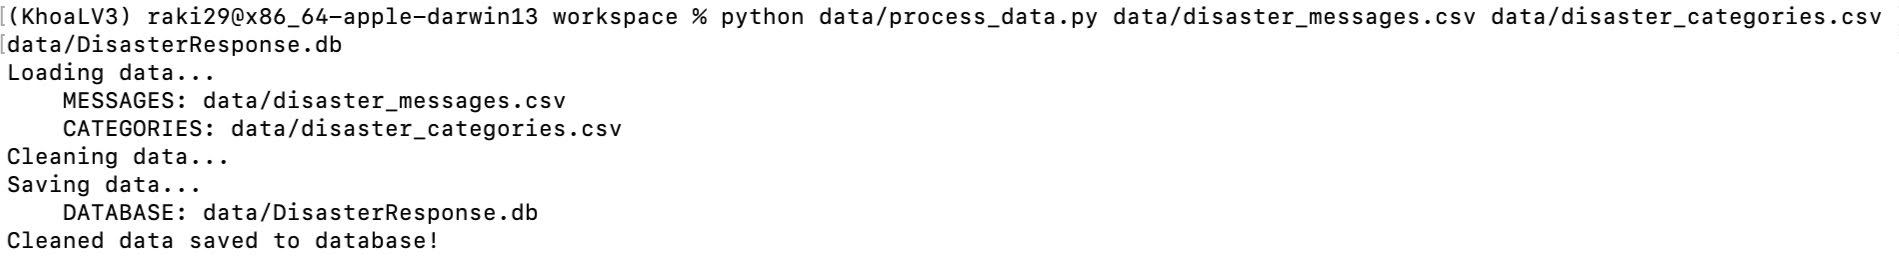 [(KhoaLV3) raki29@x86_64-apple-darwin13 workspace % python data/process_data.py data/disaster_messages.csv data/disaster_categories.csv
[data/DisasterResponse.db
Loading data...
    MESSAGES: data/disaster_messages.csv
    CATEGORIES: data/disaster_categories.csv
Cleaning data...
Saving data...
    DATABASE: data/DisasterResponse.db
Cleaned data saved to database!